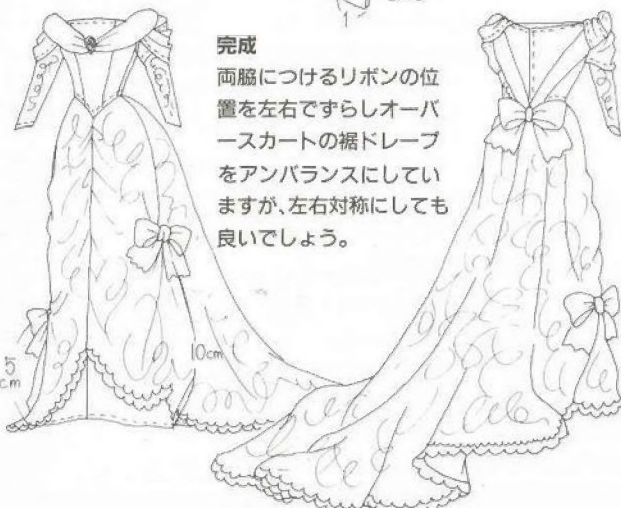 1
完成
両脇につけるリボンの位
置を左右でずらしオーバ
ースカートの裾ドレープ
をアンバランスにしてい
ますが、左右対称にしても
良いでしょう。
5
cm
10cm